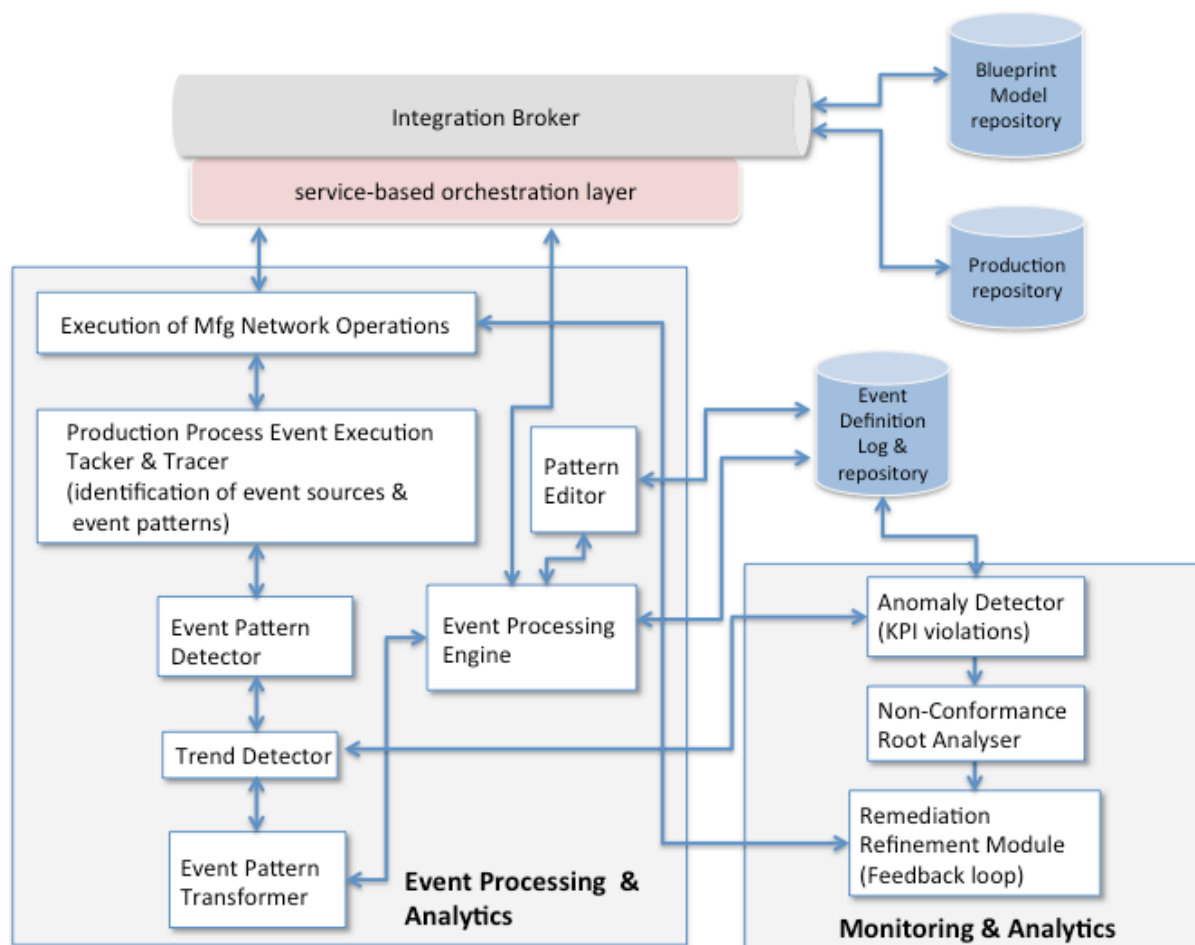 Integration Broker
service-based orchestration layer
Blueprint
Model
repository
Production
repository
Execution of Mfg Network Operations
Production Process Event Execution
Tacker & Tracer
(identification of event sources &
event patterns)
Pattern
Editor
Event
Definition
Log &
repository
Event Pattern
Detector
Event Processing
Engine
Trend Detector
Event Pattern
Transformer
Event Processing &
Analytics
Anomaly Detector
(KPI violations)
Non-Conformance
Root Analyser
Remediation
Refinement Module
(Feedback loop)
Monitoring & Analytics